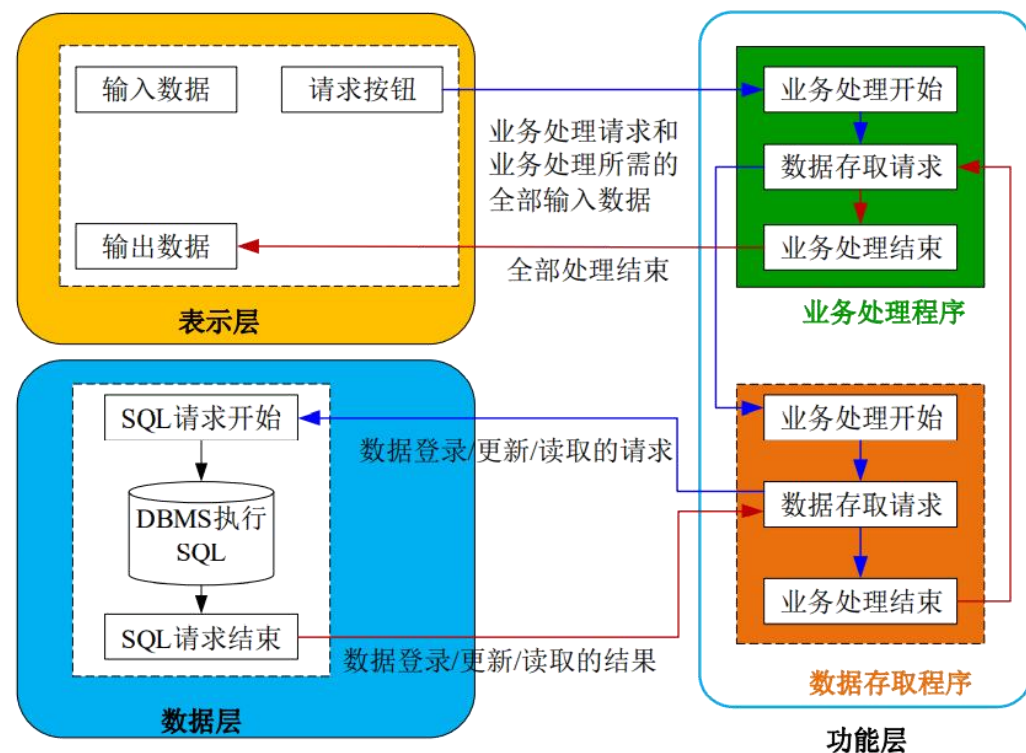 输入数据
请求按钮
业务处理请求和
业务处理所需的
全部输入数据
输出数据
全部处理结束
表示层
业务处理开始
数据存取请求
业务处理结束
业务处理程序
SQL请求开始
DBMS执行
SQL
SQL请求结束
数据层
数据登录/更新/读取的请求
数据登录/更新/读取的结果
业务处理开始
数据存取请求
业务处理结束
数据存取程序
功能层